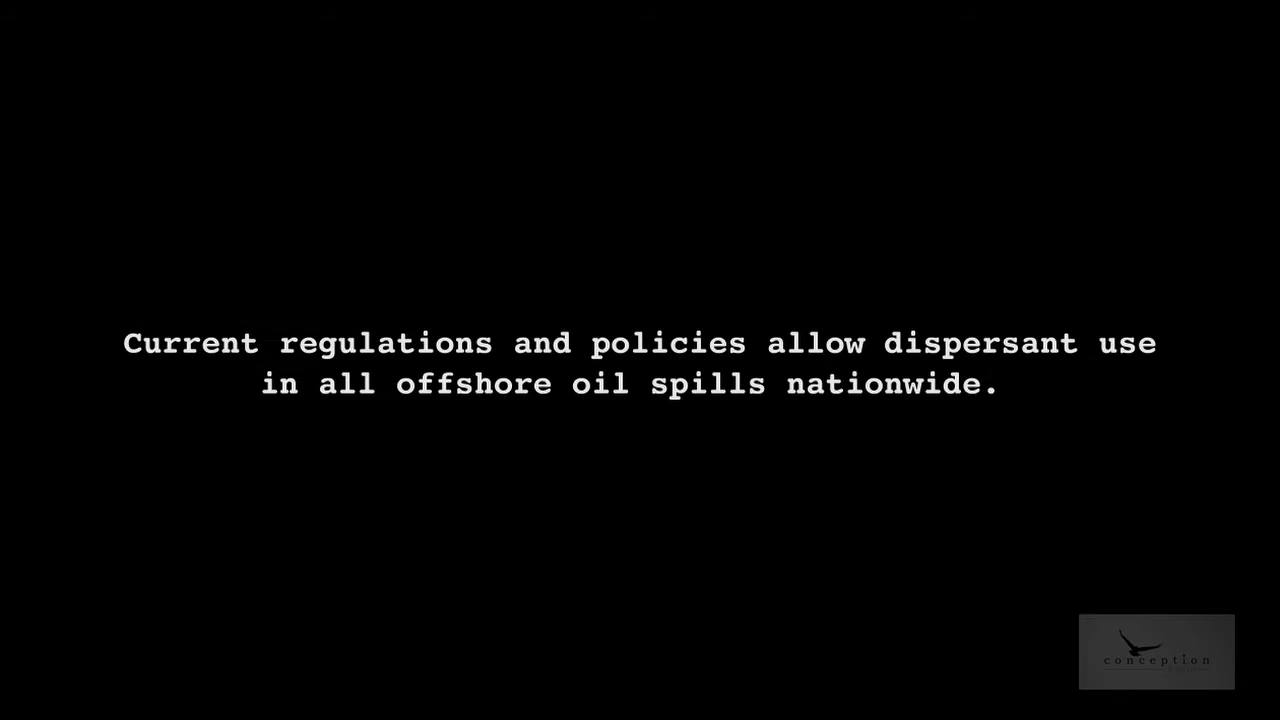 Current regulations and policies allow dispersant use
in all offshore oil spills nationwide.
conception